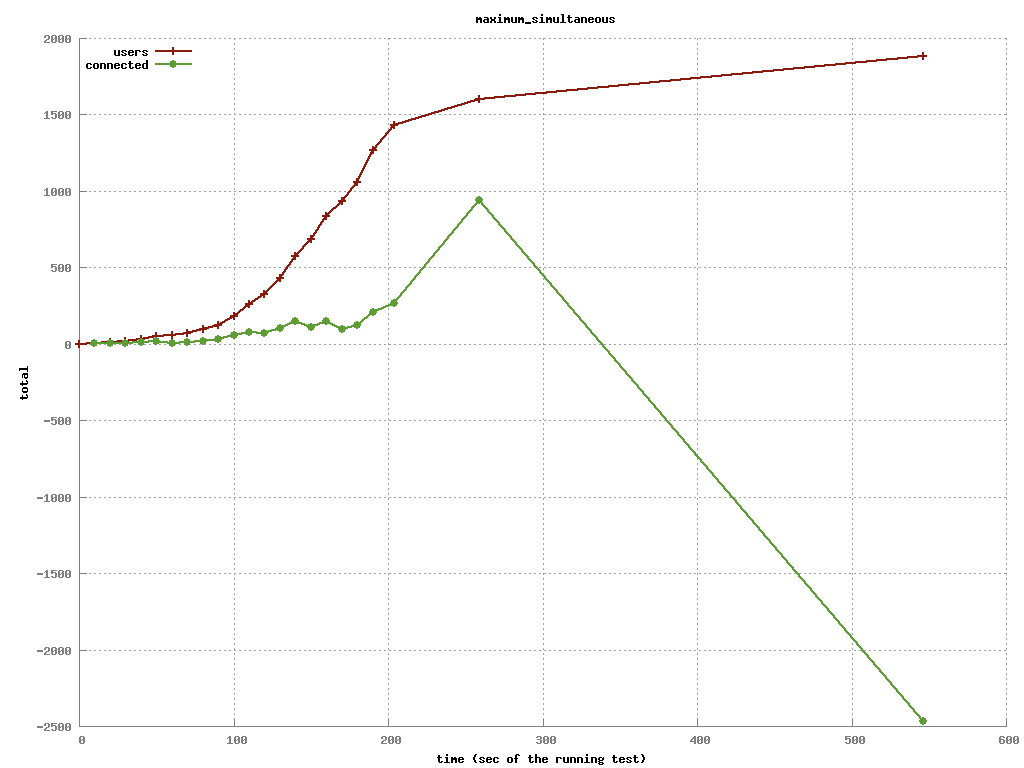 maximum_simultaneous
2000
users
connected
1500
1000
500
0
total
-500
-1000
-1500
-2000
-2500
0 100 200 300 400 500 600
time (sec of the running test)